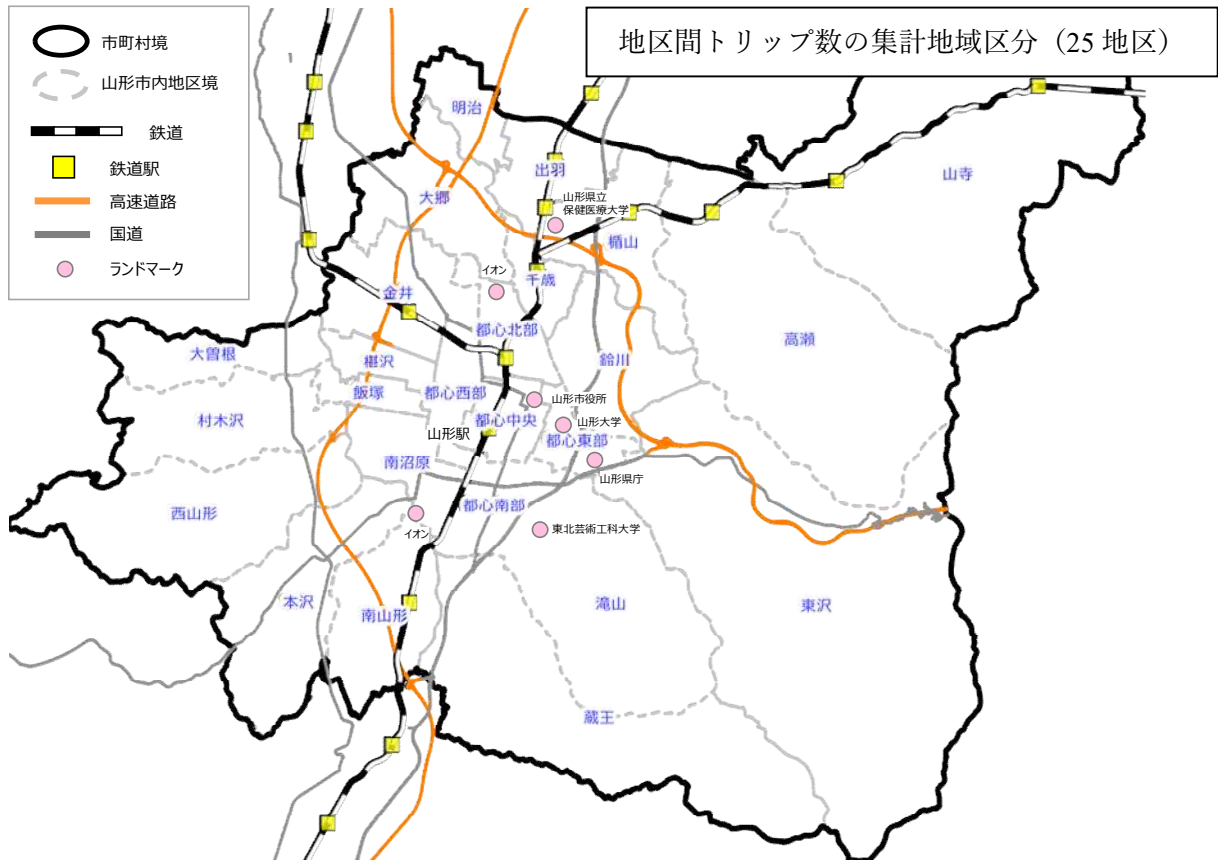 地区間トリップ数の集計地域区分（25 地区）
市町村境
山形市内地区境
鉄道
鉄道駅
高速道路
国道
ランドマーク
明治
出羽
山寺
大郷
山形県立
保健医療大学
楯山
イオン
千歳
金井
都心北部
高瀬
大曽根
椹沢
鈴川
飯塚
都心西部
山形市役所
村木沢
都心中央
山形大学
山形駅
都心東部
南沼原
山形県庁
西山形
都心南部
イオン
東北芸術工科大学
本沢
南山形
滝山
東沢
蔵王